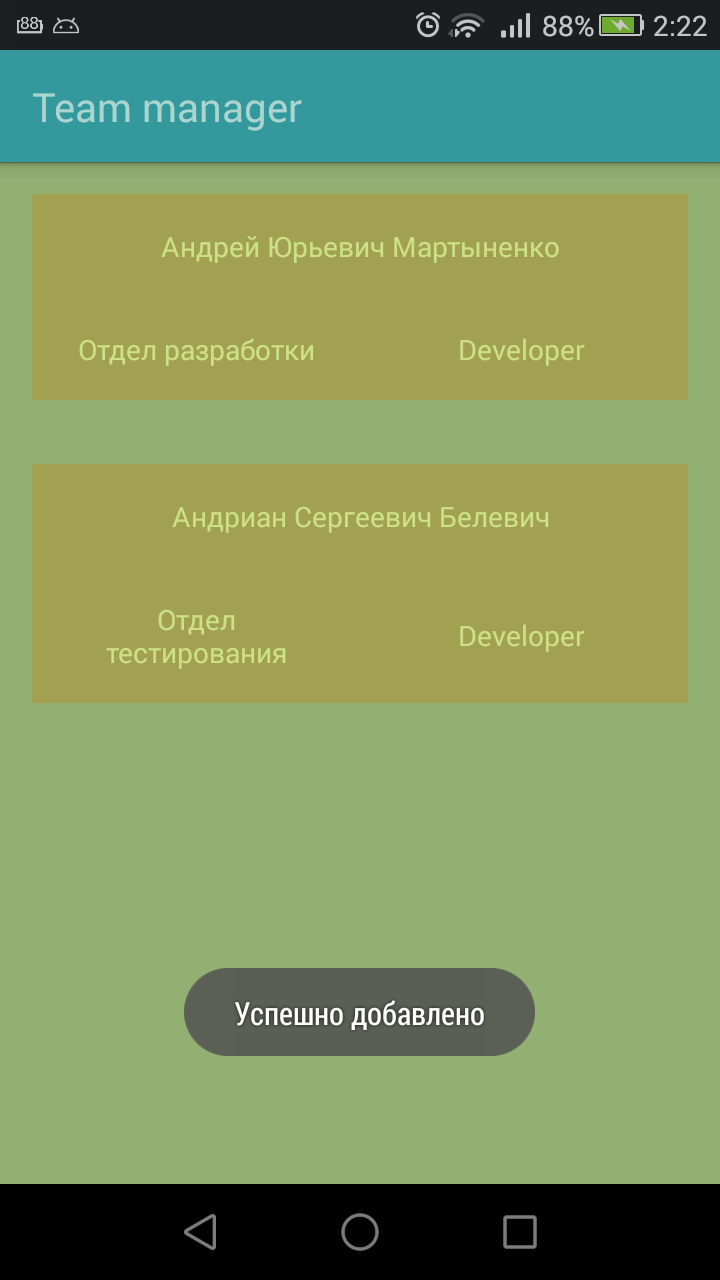 88
88% 2:22
Team manager
Андрей Юрьевич Мартыненко
Отдел разработки Developer
Андриан Сергеевич Белевич
Отдел
тестирования
Developer
Успешно добавлено